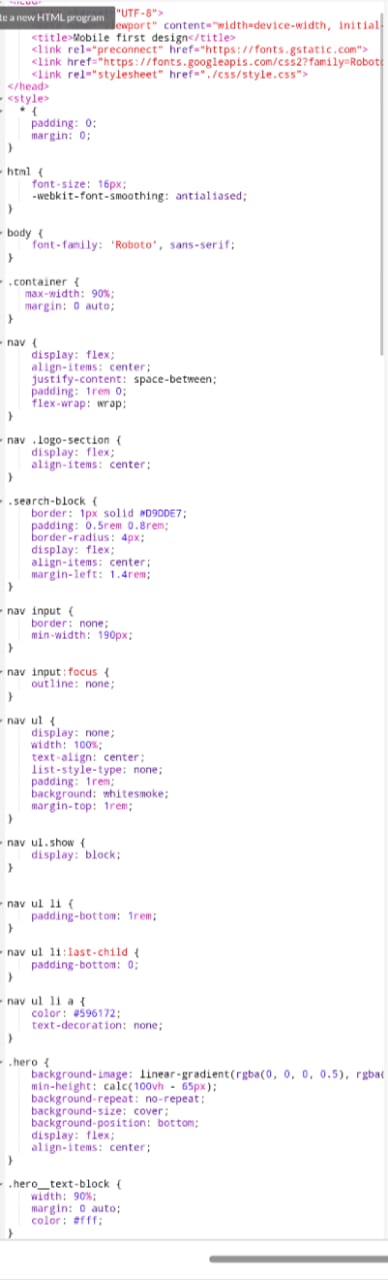 te a new HTML program
"UTF-8">
ewport" content="width=device-width, initial-
<title>Mobile first design</title>
<link rel="preconnect" href="https://fonts.gstatic.com">
<link href="https://fonts.googleapis.com/css2?family=Robot
<link rel="stylesheet" href="./css/style.css">
</head>
<style>
* {
padding: 0;
margin: 0;
}
html {
font-size: 16px;
-webkit-font-smoothing: antialiased;
}
body {
font-family: 'Roboto', sans-serif;
}
.container {
max-width: 90%;
margin: 0 auto;
}
nav {
display: flex;
align-items: center;
justify-content: space-between;
padding: 1rem 0;
flex-wrap: wrap;
}
nav .logo-section {
display: flex;
align-items: center;
}
.search-block {
border: 1px solid #D9DDE7;
padding: 0.5rem 0.8rem;
border-radius: 4px;
display: flex;
align-items: center;
margin-left: 1.4rem;
}
nav input {
border: none;
min-width: 190px;
}
nav input:focus {
outline: none;
}
nav ul {
display: none;
width: 100%;
text-align: center;
list-style-type: none;
padding: 1rem;
background: whitesmoke;
margin-top: 1rem;
}
nav ul.show {
display: block;
}
nav ul li {
padding-bottom: 1rem;
}
nav ul li:last-child {
padding-bottom: 0;
}
nav ul li a {
color: #596172;
text-decoration: none;
}
.hero {
background-image: linear-gradient(rgba(0, 0, 0, 0.5), rgba(
min-height: calc(100vh - 65px);
background-repeat: no-repeat;
background-size: cover;
background-position: bottom;
display: flex;
align-items: center;
}
.hero__text-block {
width: 90%;
margin: 0 auto;
color: #fff;
}